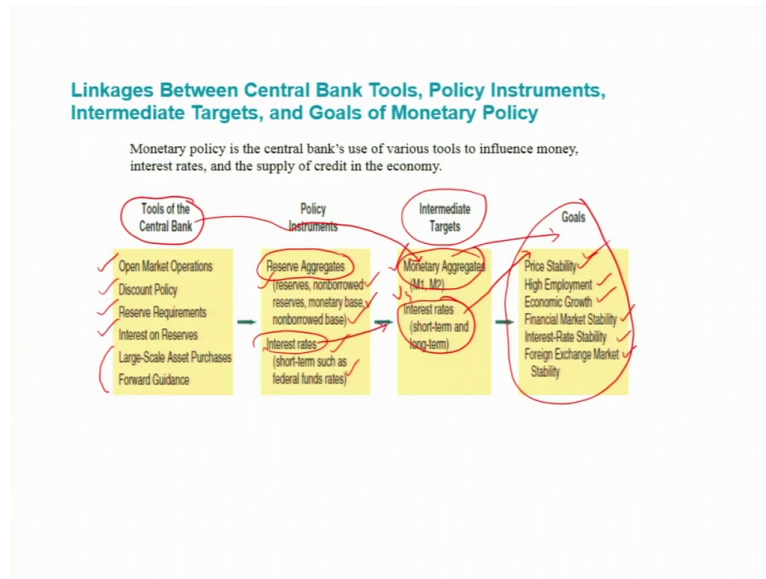 Linkages Between Central Bank Tools, Policy Instruments,
Intermediate Targets, and Goals of Monetary Policy
Monetary policy is the central bank's use of various tools to influence money,
interest rates, and the supply of credit in the economy.
Tools of the
Central Bank
Open Market Operations
Discount Policy
Reserve Requirements
Interest on Reserves
Large-Scale Asset Purchases
Forward Guidance
Policy
Instruments
Reserve Aggregates
(reserves, nonborrowed
reserves, monetary base,
nonborrowed base)
Interest rates
(short-term such as
federal funds rates)
Intermediate
Targets
Monetary Aggregates
(M1, M2)
Interest rates
(short-term and
long-term)
Goals
Price Stability
High Employment
Economic Growth
Financial Market Stability
Interest-Rate Stability
Foreign Exchange Market
Stability